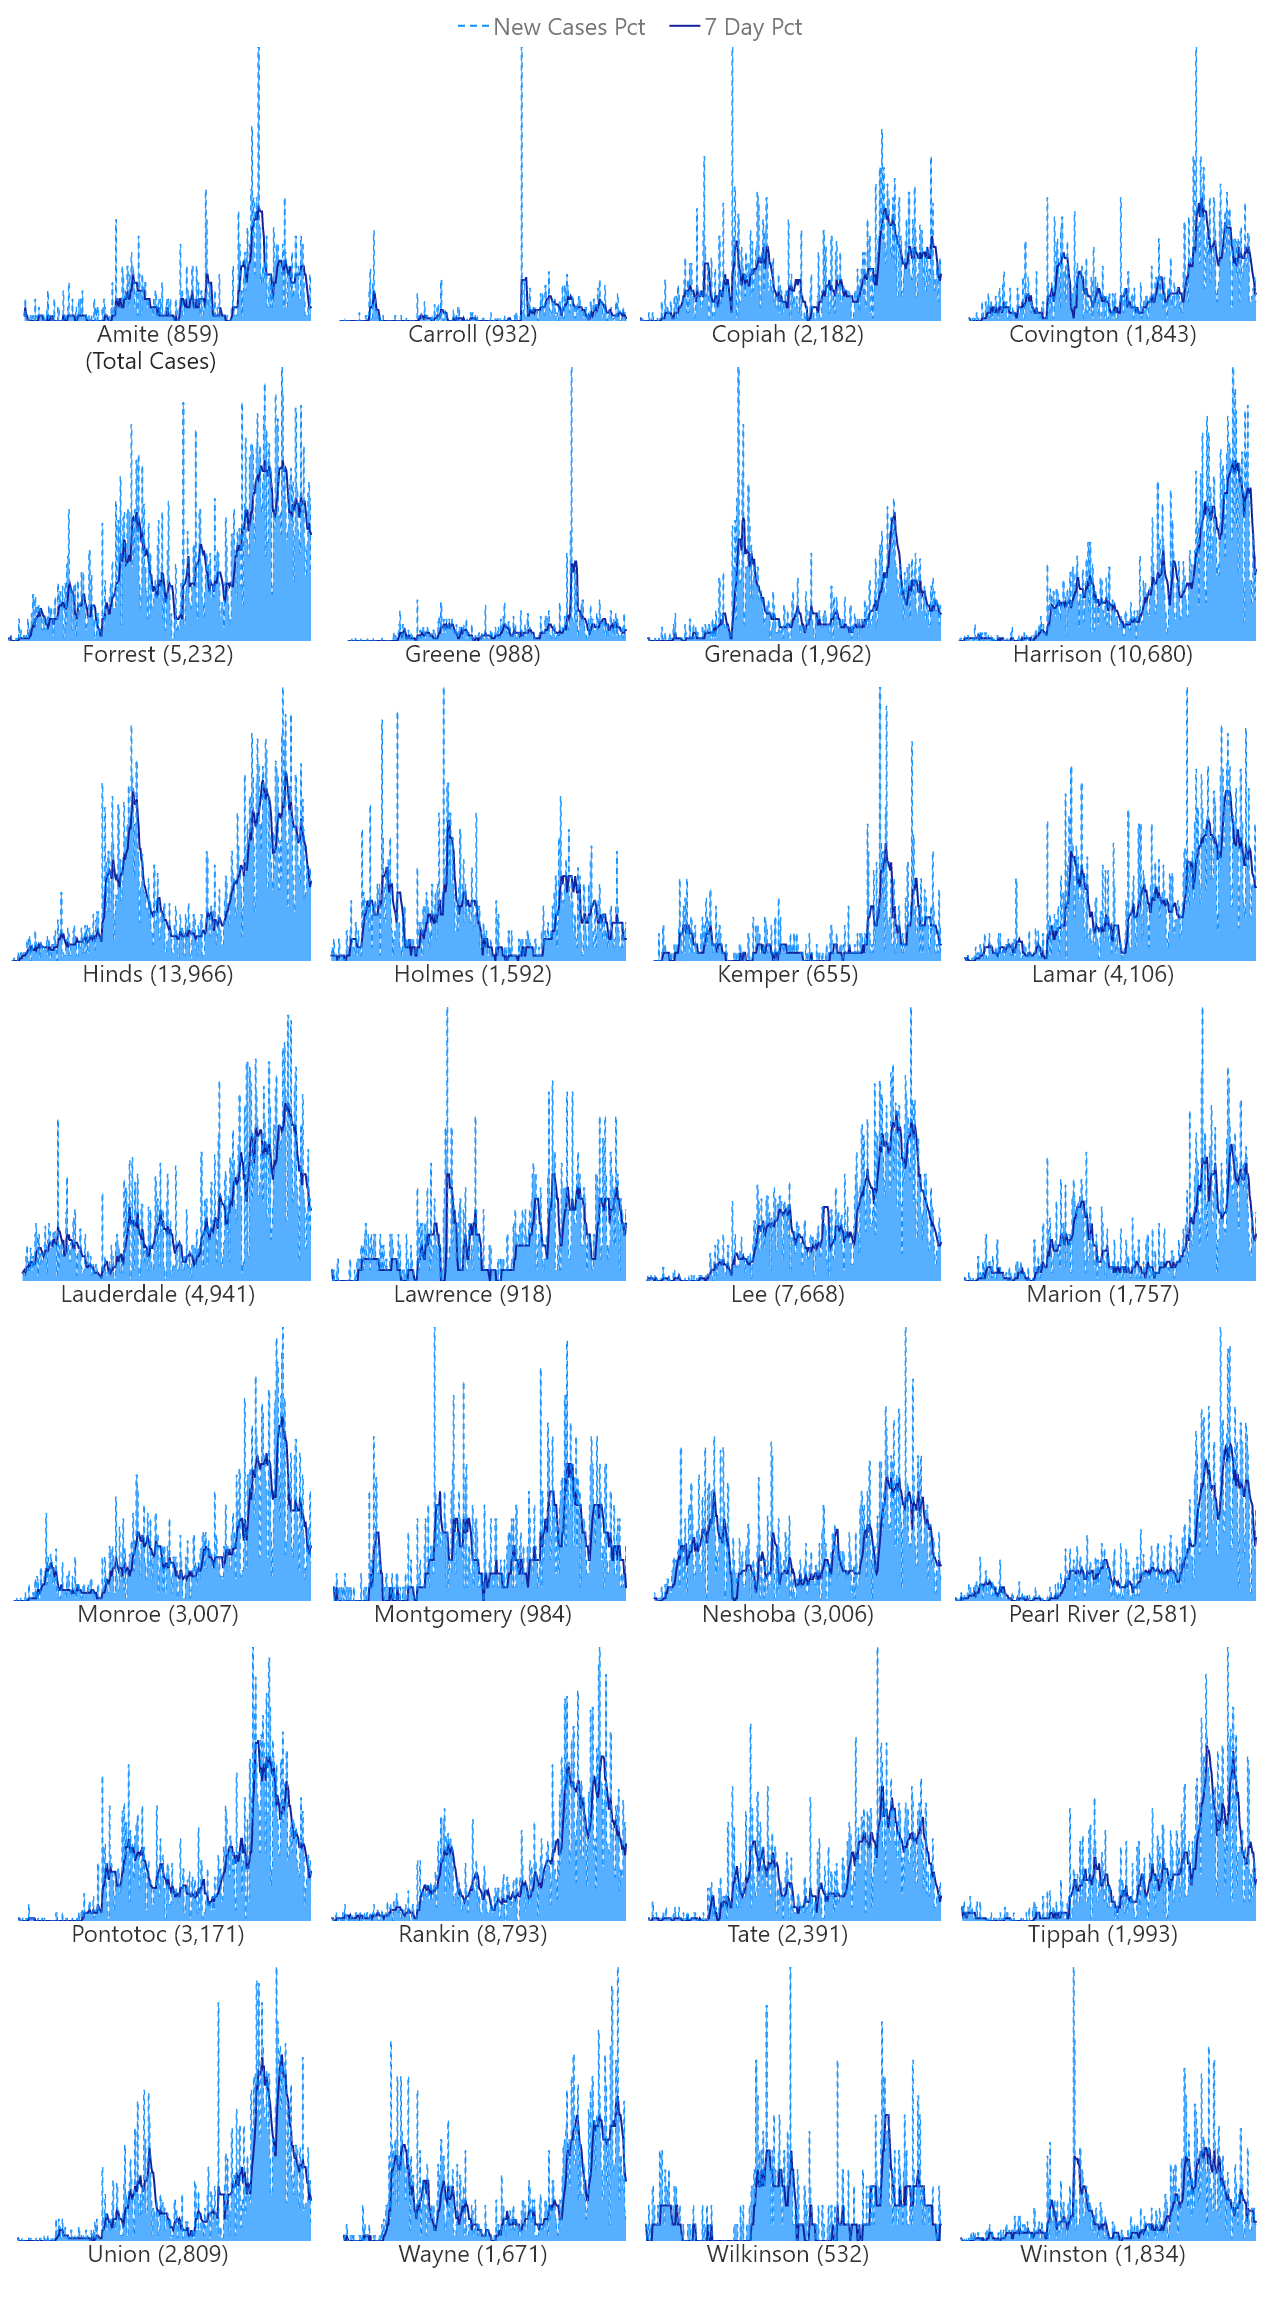 New Cases Pct 7 Day Pct
Amite (859) Carroll (932) Copiah (2,182) Covington (1,843)
(Total Cases)
Forrest (5,232) Greene (988) Grenada (1,962) Harrison (10,680)
Hinds (13,966) Holmes (1,592) Kemper (655) Lamar (4,106)
Lauderdale (4,941) Lawrence (918) Lee (7,668) Marion (1,757)
Monroe (3,007) Montgomery (984) Neshoba (3,006) Pearl River (2,581)
Pontotoc (3,171) Rankin (8,793) Tate (2,391) Tippah (1,993)
Union (2,809) Wayne (1,671) Wilkinson (532) Winston (1,834)